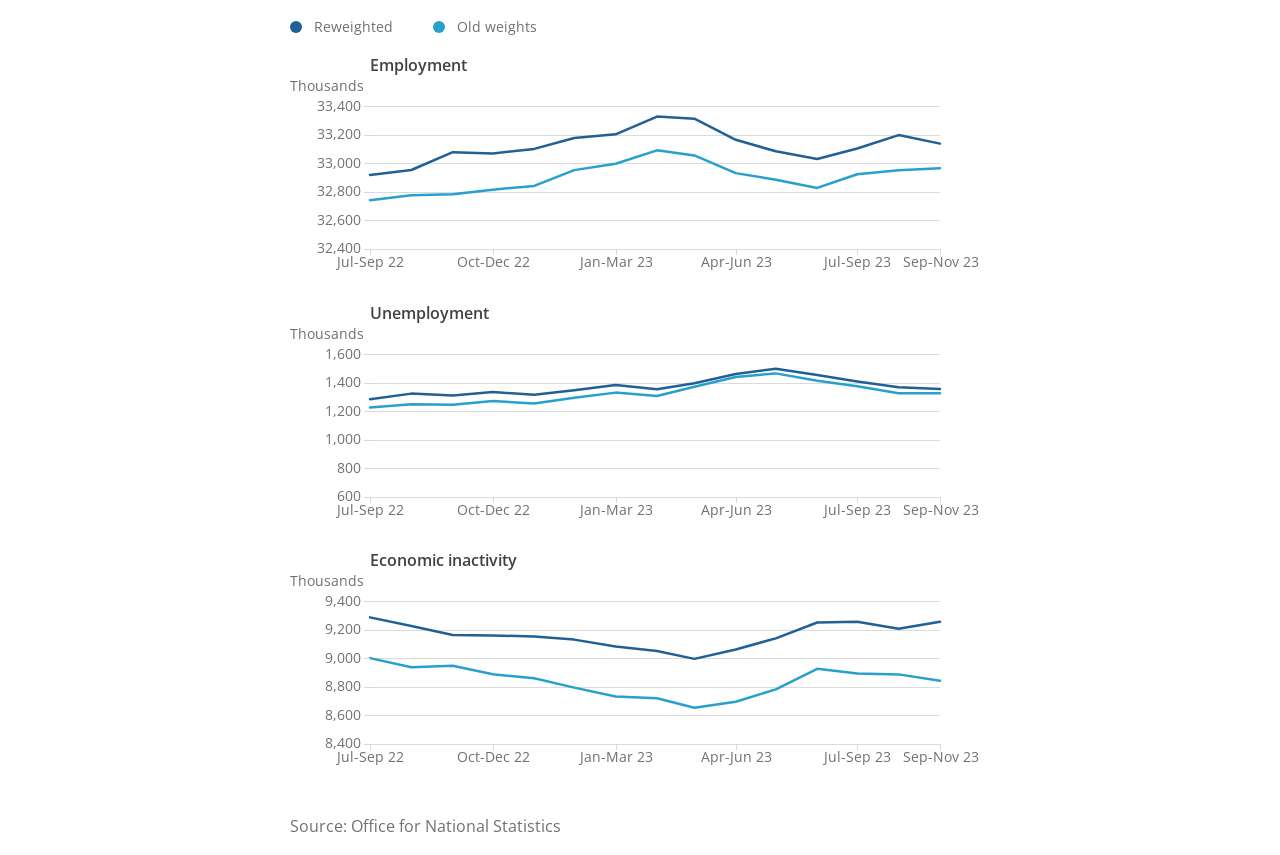 Reweighted Old weights
Employment
Thousands
33,400
33,200
33,000
32,800
32,600
32,400
Jul-Sep 22 Oct-Dec 22 Jan-Mar 23 Apr-Jun 23 Jul-Sep 23 Sep-Nov 23
Unemployment
Thousands
1,600
1,400
1,200
1,000
800
600
Jul-Sep 22 Oct-Dec 22 Jan-Mar 23 Apr-Jun 23 Jul-Sep 23 Sep-Nov 23
Economic inactivity
Thousands
9,400
9,200
9,000
8,800
8,600
8,400
Jul-Sep 22 Oct-Dec 22 Jan-Mar 23 Apr-Jun 23 Jul-Sep 23 Sep-Nov 23
Source: Office for National Statistics